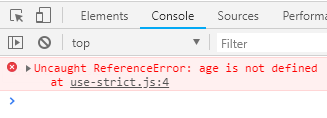 Elements Console Sources Performa
top Filter
Uncaught ReferenceError: age is not defined
at use-strict.js:4